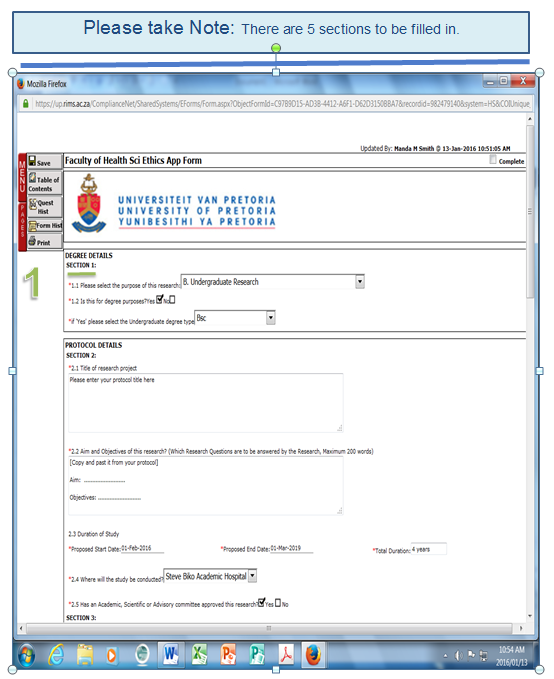 Please take Note: There are 5 sections to be filled in.
Mozilla Firefox
https://up.rims.ac.za/ComplianceNet/SharedSystems/EForms/Form.aspx?ObjectFormId=C97B9D15-AD3B-4412-A6F1-D62D3150BBA7&recordid=982479140&system=HS&COIUnique_
Updated By: Manda M Smith @ 13-Jan-2016 10:51:05 AM
MENU
PAGES
Save
Faculty of Health Sci Ethics App Form
Complete
Table of
Contents
Quest
Hist
Form Hist
Print
UNIVERSITEIT VAN PRETORIA
UNIVERSITY OF PRETORIA
YUNIBESITHI YA PRETORIA
1
DEGREE DETAILS
SECTION 1:
*1.1 Please select the purpose of this research: B. Undergraduate Research
*1.2 Is this for degree purposes?Yes No
*if 'Yes' please select the Undergraduate degree type Bsc
PROTOCOL DETAILS
SECTION 2:
*2.1 Title of research project
Please enter your protocol title here
*2.2 Aim and Objectives of this research? (Which Research Questions are to be answered by the Research, Maximum 200 words)
[Copy and past it from your protocol]
Aim: ........................
Objectives: .........................
2.3 Duration of Study
*Proposed Start Date: 01-Feb-2016 *Proposed End Date: 01-Mar-2019 *Total Duration: 4 years
*2.4 Where will the study be conducted? Steve Biko Academic Hospital
*2.5 Has an Academic, Scientific or Advisory committee approved this research? Yes No
SECTION 3:
10:54 AM
2016/01/13